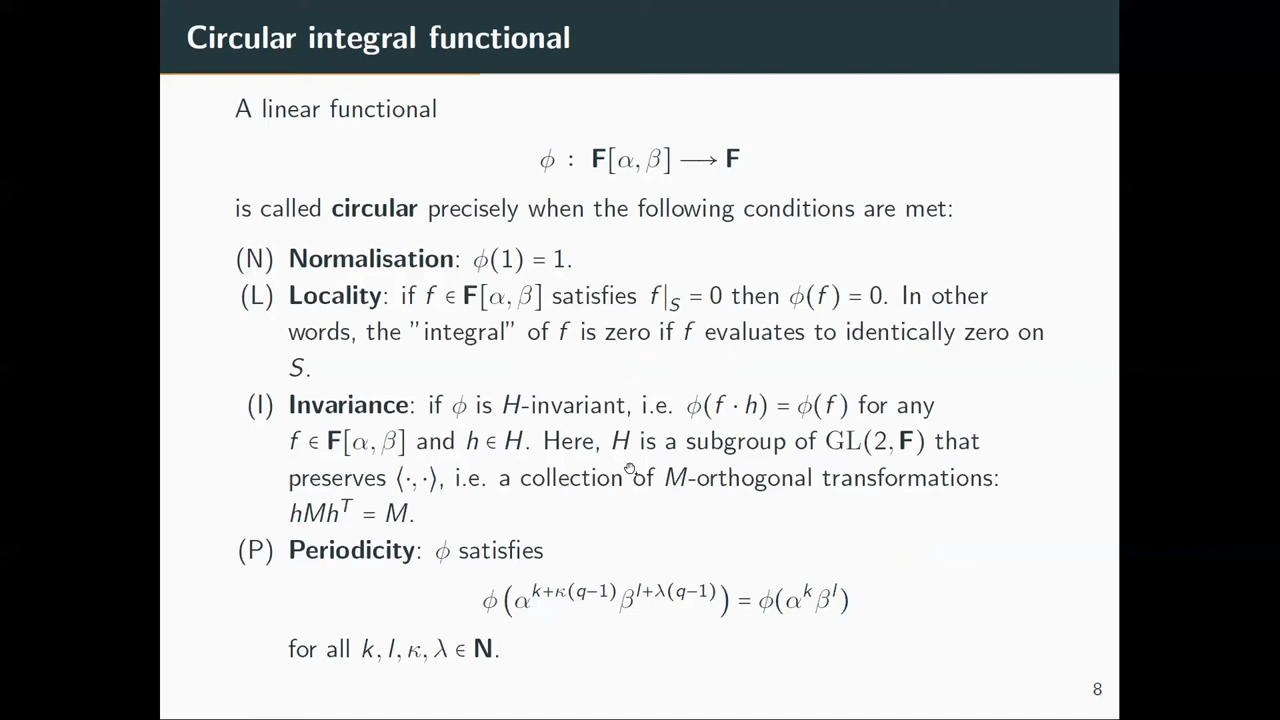 Circular integral functional
A linear functional
ϕ : F[α, β] ⟶ F
is called circular precisely when the following conditions are met:
(N) Normalisation: ϕ(1) = 1.
(L) Locality: if f ∈ F[α, β] satisfies f|_S = 0 then ϕ(f) = 0. In other
words, the ”integral” of f is zero if f evaluates to identically zero on
S.
(I) Invariance: if ϕ is H-invariant, i.e. ϕ(f · h) = ϕ(f) for any
f ∈ F[α, β] and h ∈ H. Here, H is a subgroup of GL(2, F) that
preserves ⟨·, ·⟩, i.e. a collection of M-orthogonal transformations:
hMh^T = M.
(P) Periodicity: ϕ satisfies
ϕ(α^{k+κ(q−1)} β^{l+λ(q−1)}) = ϕ(α^k β^l)
for all k, l, κ, λ ∈ N.
8